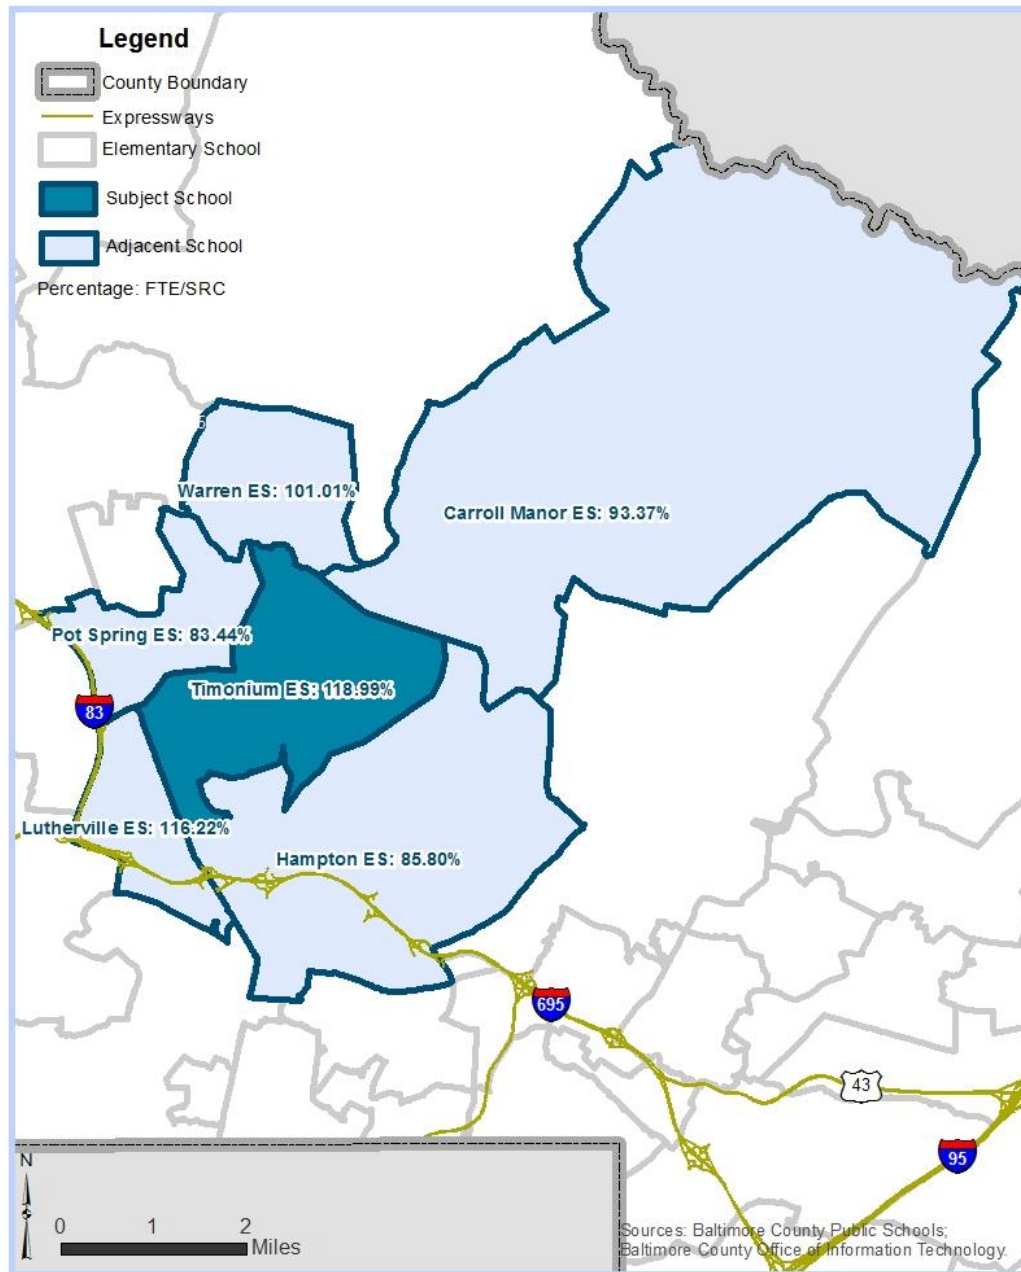 Legend
County Boundary
Expressways
Elementary School
Subject School
Adjacent School
Percentage: FTE/SRC
Warren ES: 101.01%
Carroll Manor ES: 93.37%
Pot Spring ES: 83.44%
Timonium ES: 118.99%
83
Lutherville ES: 116.22%
Hampton ES: 85.80%
695
43
95
N
0 1 2
Miles
Sources: Baltimore County Public Schools;
Baltimore County Office of Information Technology.